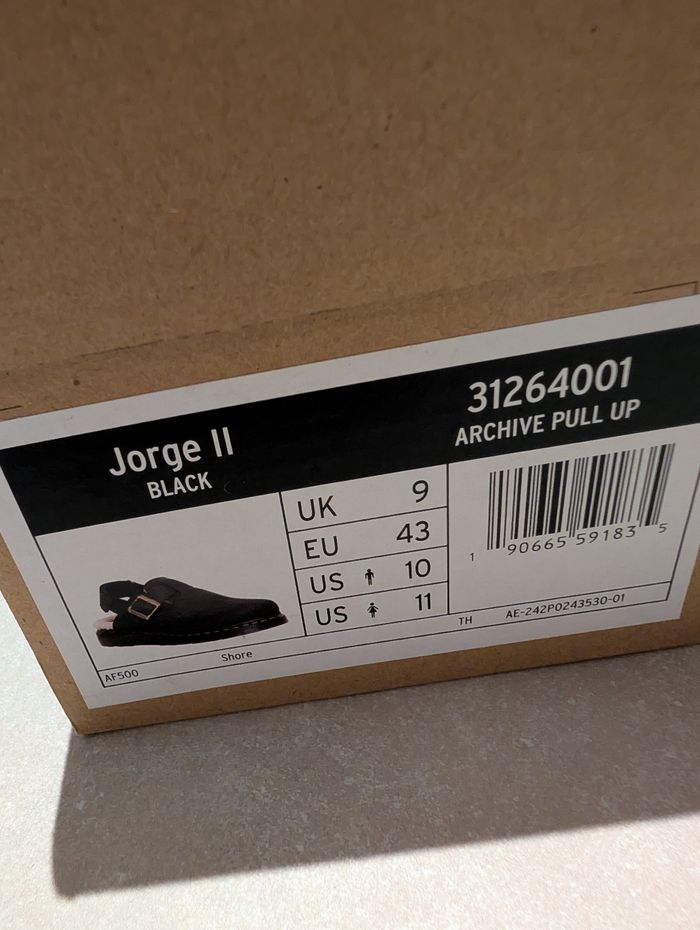 Jorge II
BLACK
31264001
ARCHIVE PULL UP
UK 9
EU 43
US 10
US 11
1 90665 59183 5
AF500
Shore
TH
AE-242P0243530-01